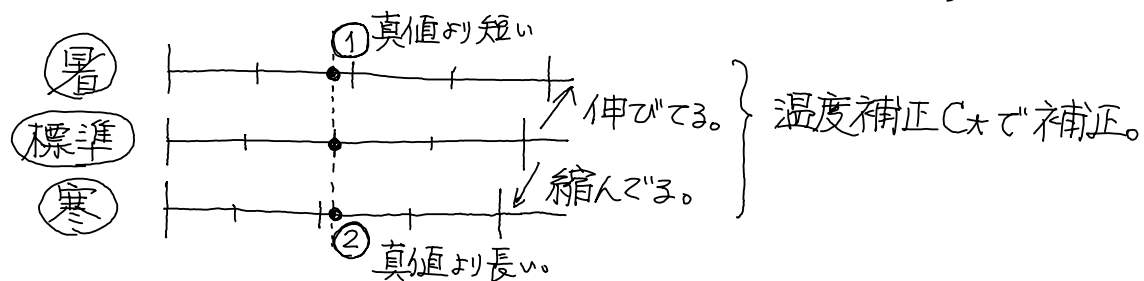 ① 真値より短い
暑
伸びてる。
標準
温度補正Ctで補正。
縮んでる。
寒
② 真値より長い。